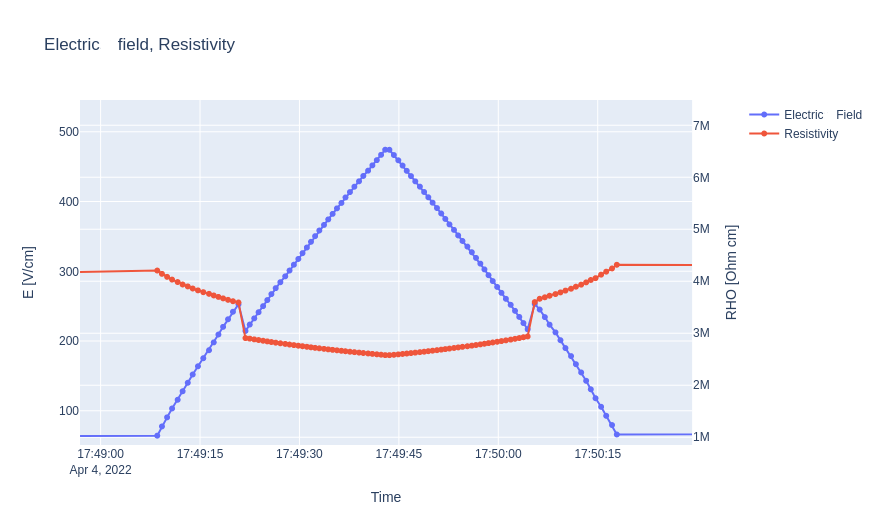 Electric    field, Resistivity
Electric    Field
Resistivity
500
400
300
200
100
E [V/cm]
7M
6M
5M
4M
3M
2M
1M
RHO [Ohm cm]
17:49:00
Apr 4, 2022
17:49:15
17:49:30
17:49:45
17:50:00
17:50:15
Time